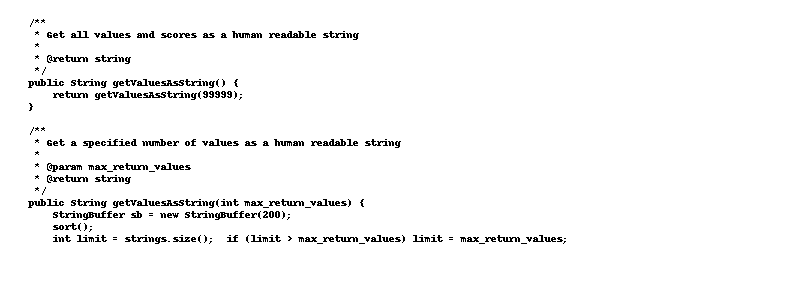 /**
 * Get all values and scores as a human readable string
 *
 * @return string
 */
public String getValuesAsString() {
    return getValuesAsString(99999);
}
/**
 * Get a specified number of values as a human readable string
 *
 * @param max_return_values
 * @return string
 */
public String getValuesAsString(int max_return_values) {
    StringBuffer sb = new StringBuffer(200);
    sort();
    int limit = strings.size();  if (limit > max_return_values) limit = max_return_values;